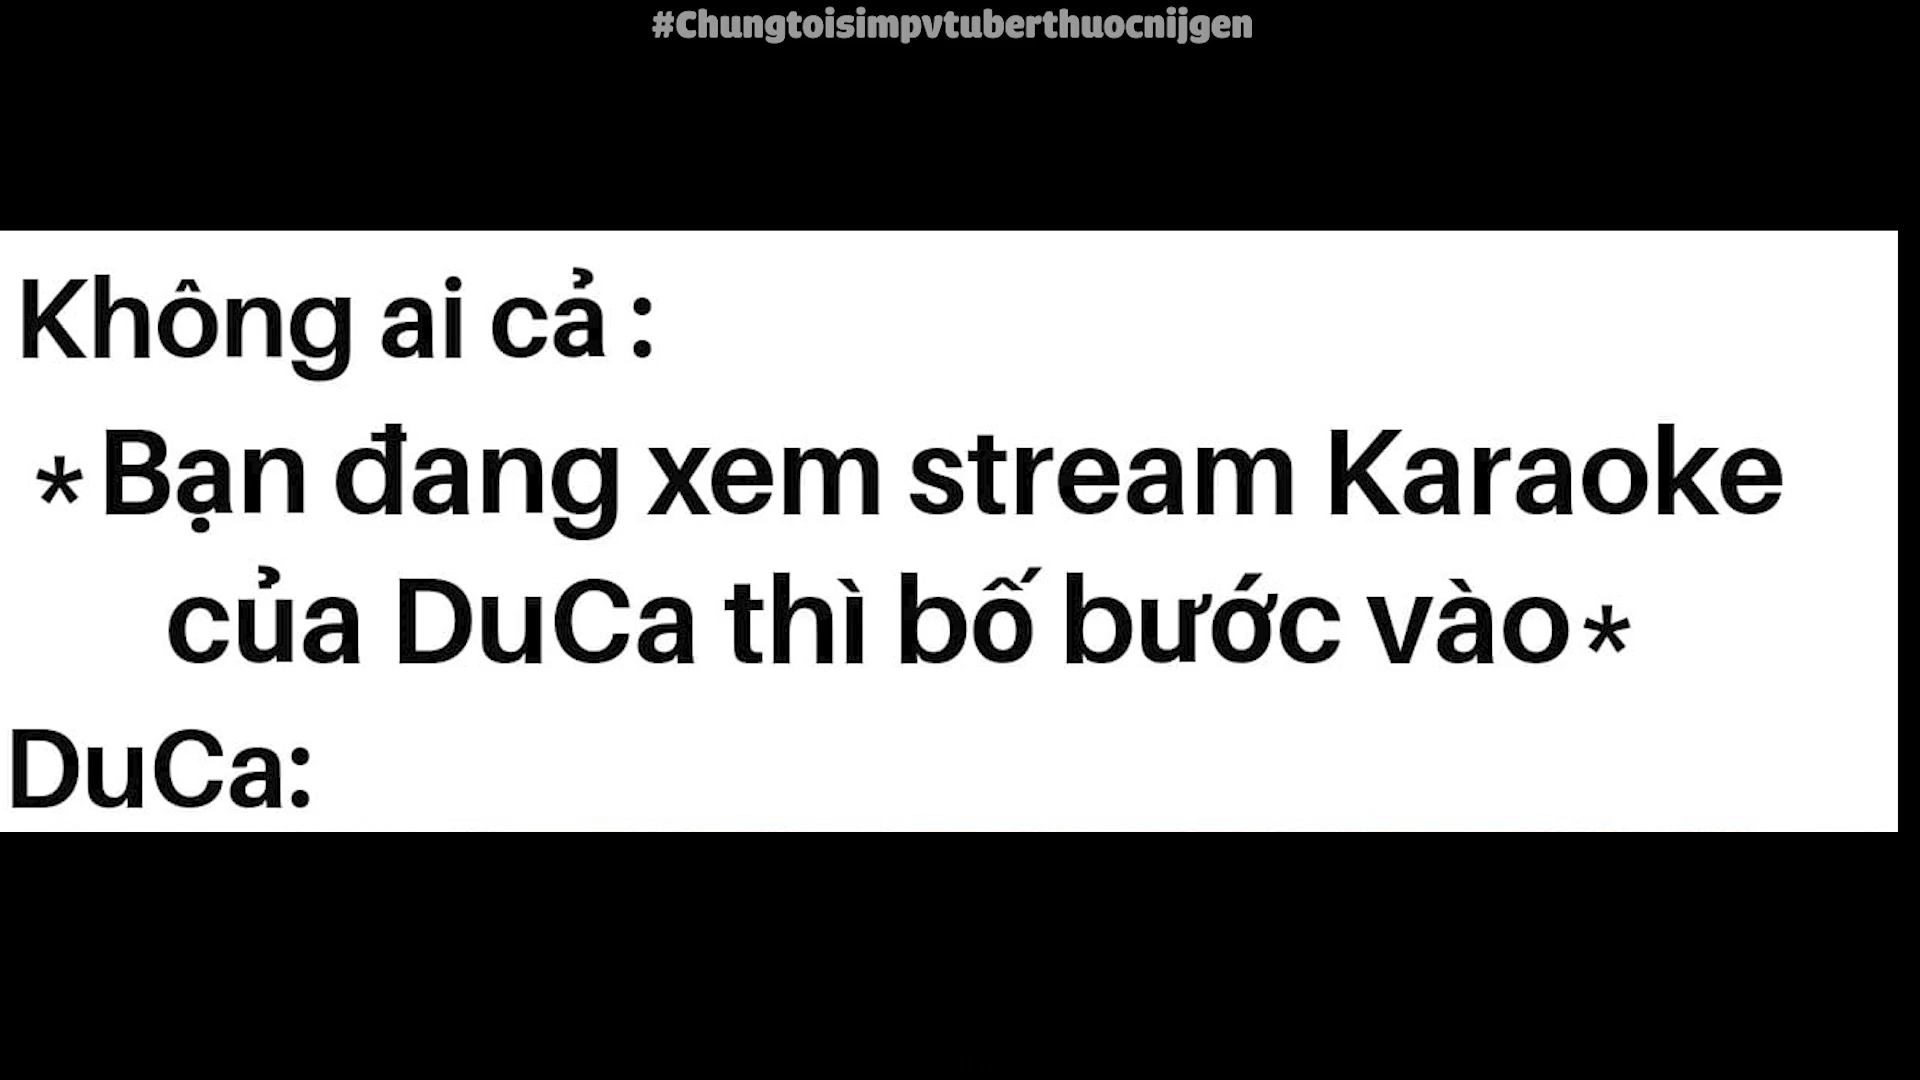 #Chungtoisimpvtuberthuocnijgen
Không ai cả :
*Bạn đang xem stream Karaoke
của DuCa thì bố bước vào*
DuCa: